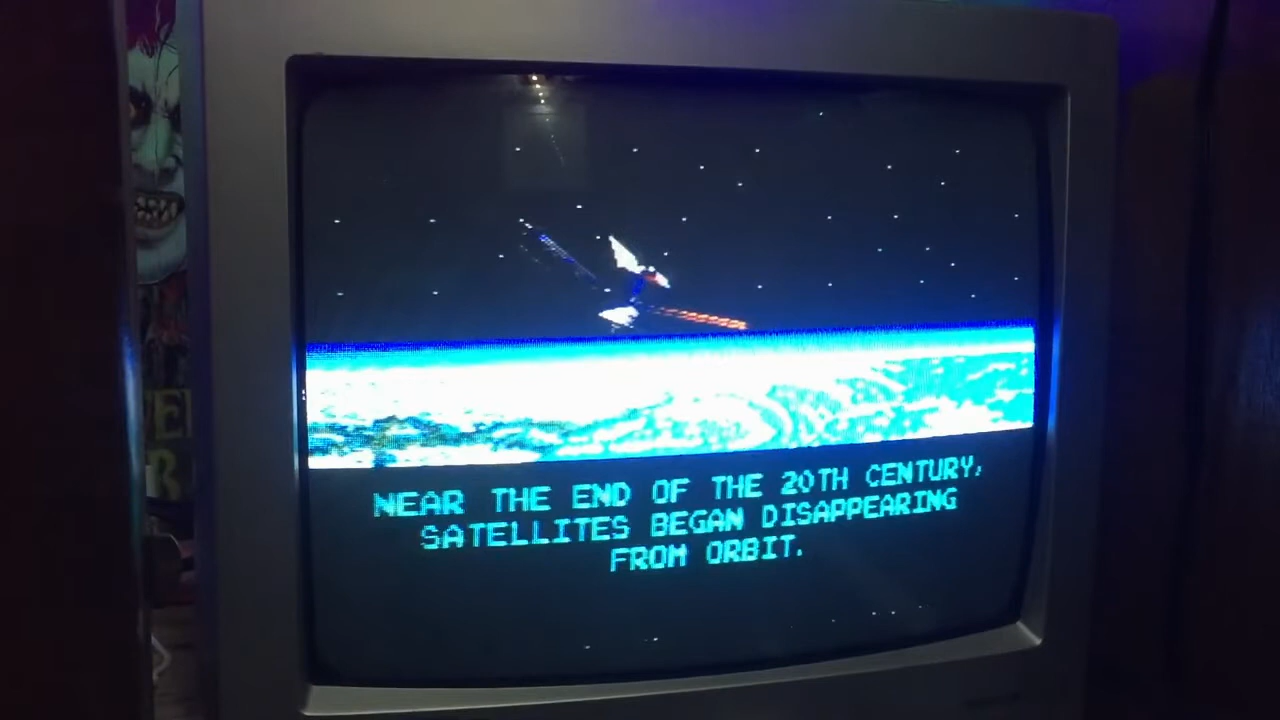 NEAR THE END OF THE 20TH CENTURY,
SATELLITES BEGAN DISAPPEARING
FROM ORBIT.